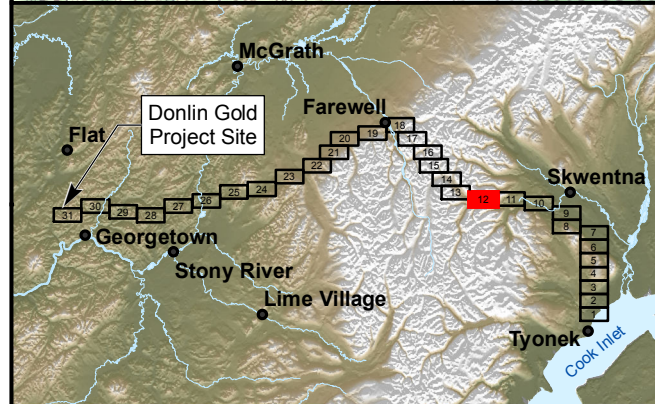 McGrath
Donlin Gold
Project Site
Farewell
Flat
18
19
20
17
21
16
22
15
23
14
24
13
25
12
11
10
26
27
28
29
30
31
Skwentna
9
8
7
6
5
4
3
2
1
Georgetown
Stony River
Lime Village
Tyonek
Cook Inlet